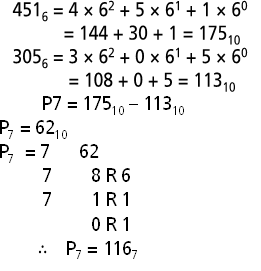 451₆ = 4 × 6² + 5 × 6¹ + 1 × 6⁰
= 144 + 30 + 1 = 175₁₀
305₆ = 3 × 6² + 0 × 6¹ + 5 × 6⁰
= 108 + 0 + 5 = 113₁₀
P7 = 175₁₀ – 113₁₀
P₇ = 62₁₀
P₇ = 7 62
7 8 R 6
7 1 R 1
0 R 1
∴ P₇ = 116₇